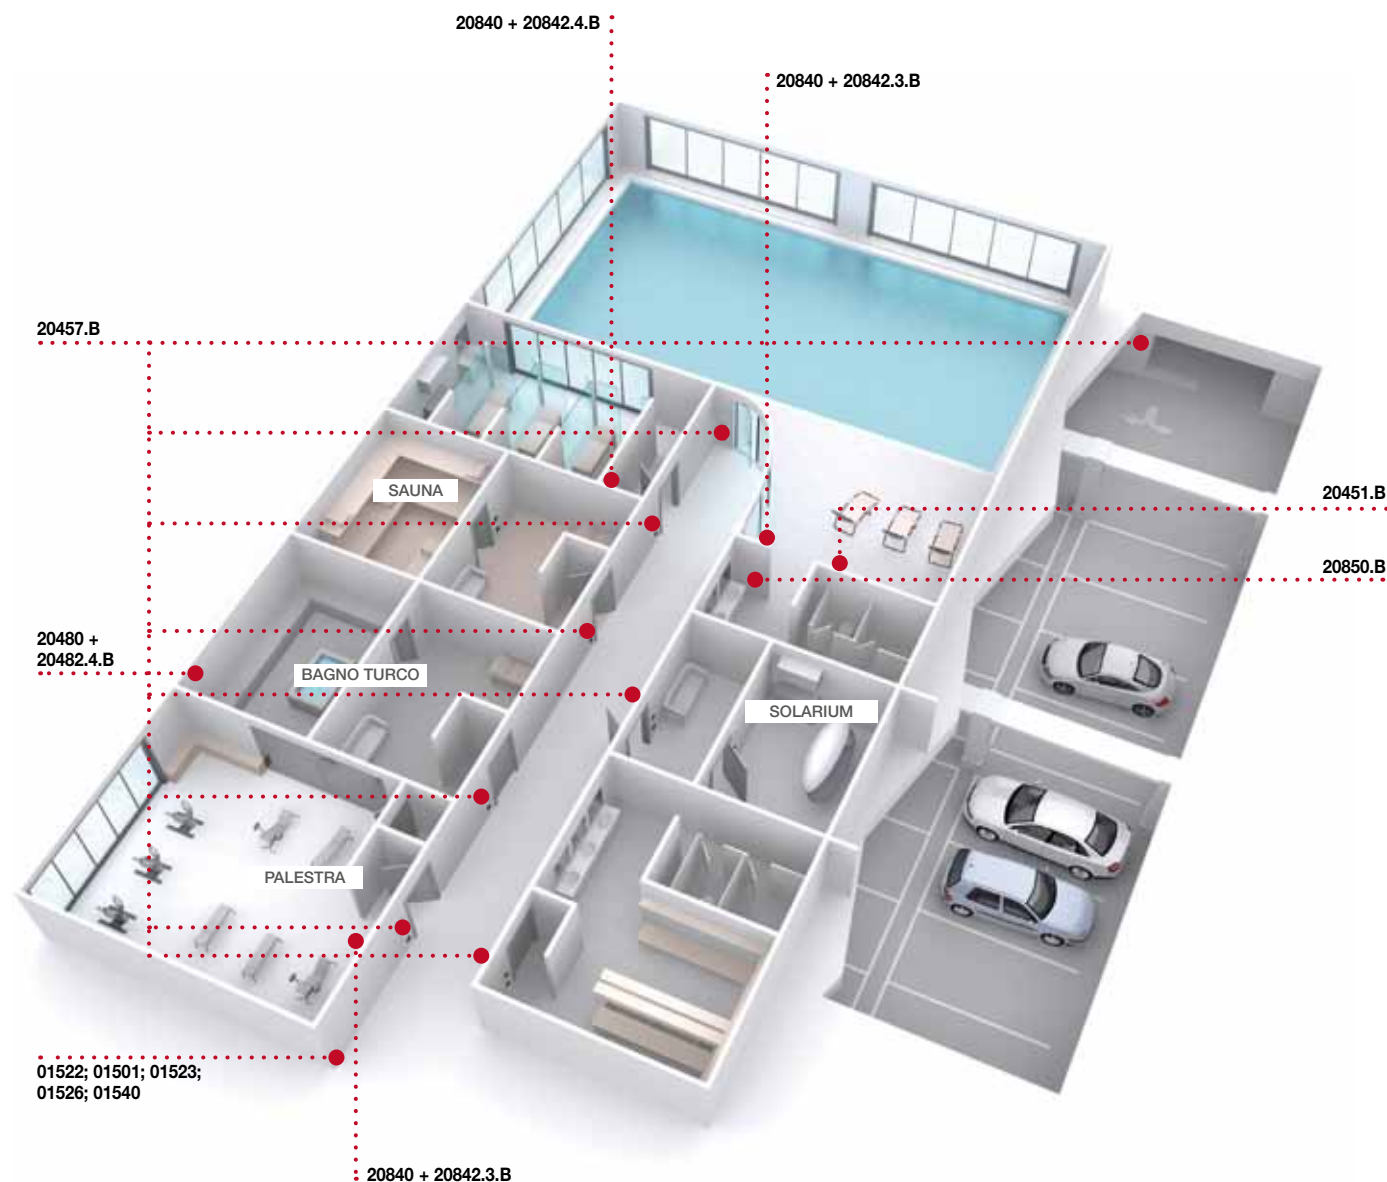 20840 + 20842.4.B
20840 + 20842.3.B
20457.B
SAUNA
20451.B
20850.B
20480 +
20482.4.B
BAGNO TURCO
SOLARIUM
PALESTRA
01522; 01501; 01523;
01526; 01540
20840 + 20842.3.B